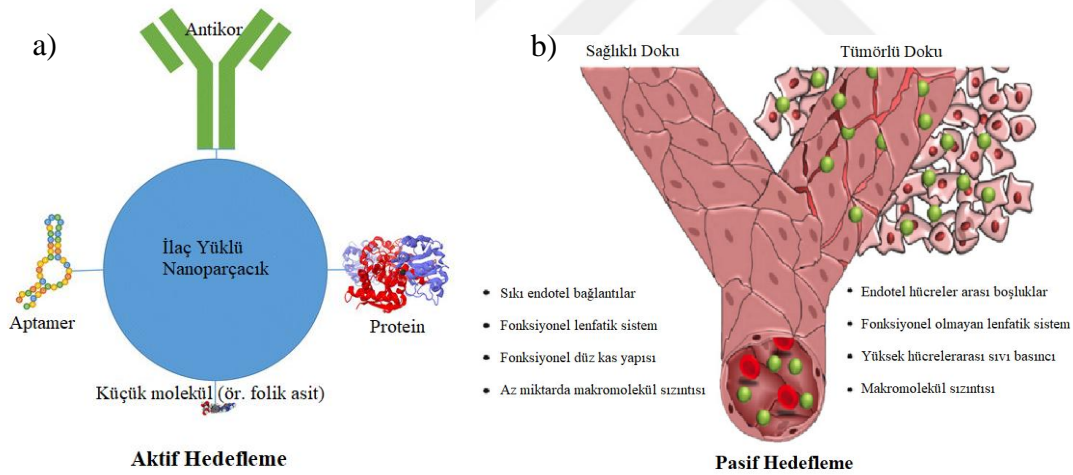 a)
Antikor
İlaç Yüklü
Nanoparçacık
Aptamer
Protein
Küçük molekül (ör. folik asit)
Aktif Hedefleme
b)
Sağlıklı Doku
Tümörlü Doku
Sıkı endotel bağlantılar
Fonksiyonel lenfatik sistem
Fonksiyonel düz kas yapısı
Az miktarda makromolekül sızıntısı
Endotel hücreler arası boşluklar
Fonksiyonel olmayan lenfatik sistem
Yüksek hücrelerarası sıvı basıncı
Makromolekül sızıntısı
Pasif Hedefleme